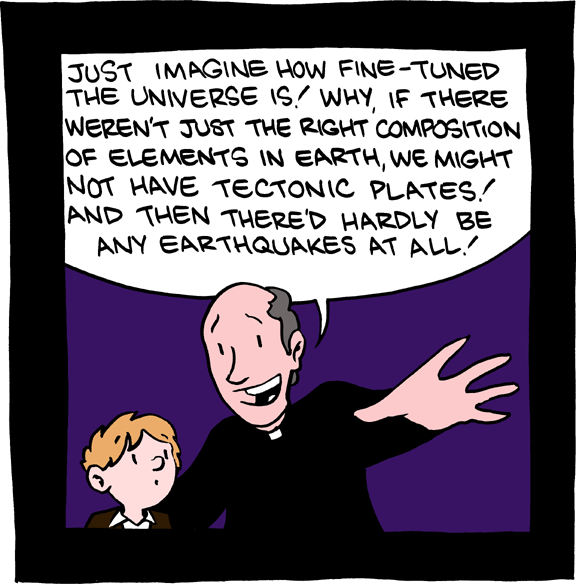 JUST IMAGINE HOW FINE-TUNED
THE UNIVERSE IS! WHY, IF THERE
WEREN'T JUST THE RIGHT COMPOSITION
OF ELEMENTS IN EARTH, WE MIGHT
NOT HAVE TECTONIC PLATES!
AND THEN THERE'D HARDLY BE
ANY EARTHQUAKES AT ALL!